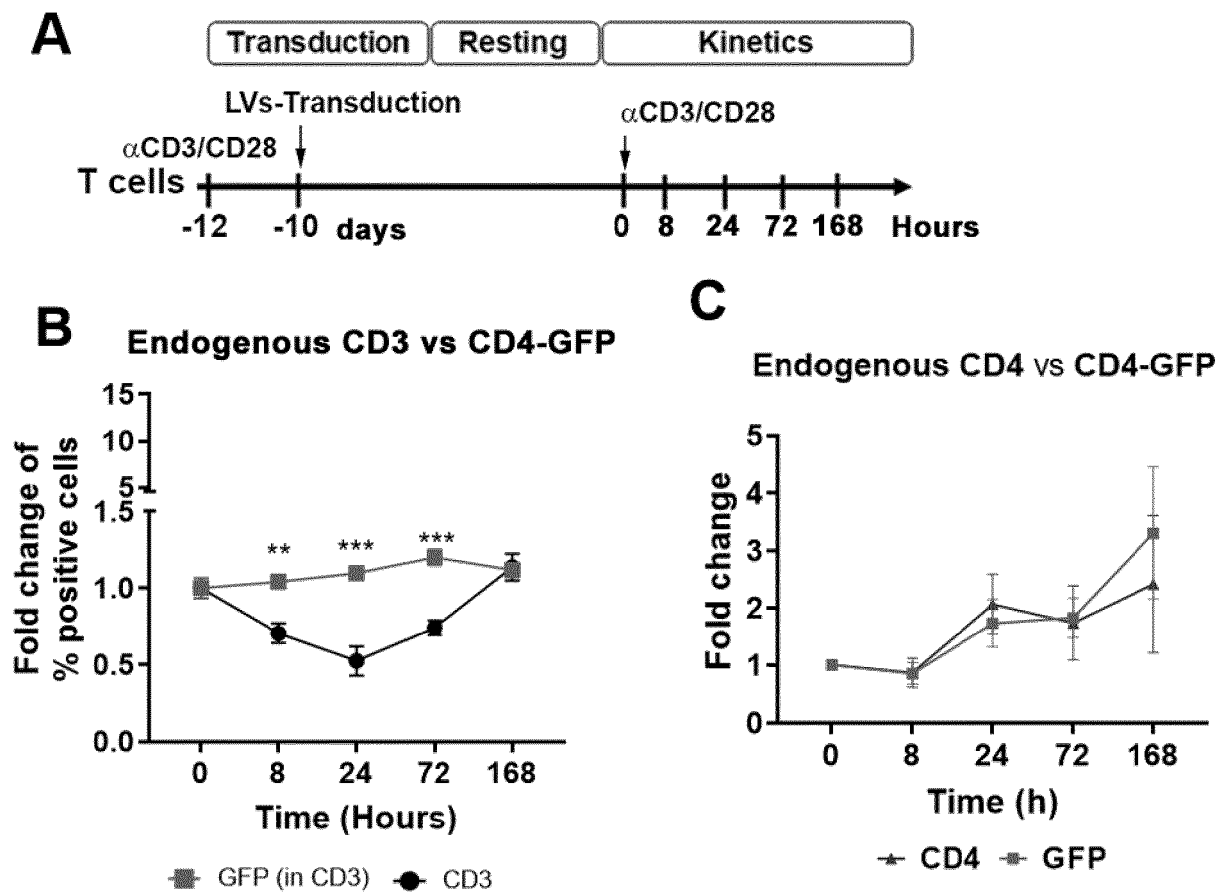 A
Transduction Resting Kinetics
LVs-Transduction
αCD3/CD28
αCD3/CD28
T cells
-12 -10 days 0 8 24 72 168 Hours
B
Endogenous CD3 vs CD4-GFP
Fold change of
% positive cells
15
10
5
1.5
1.0
0.5
0.0
** *** ***
0 8 24 72 168
Time (Hours)
GFP (in CD3) CD3
C
Endogenous CD4 vs CD4-GFP
Fold change
5
4
3
2
1
0
0 8 24 72 168
Time (h)
CD4 GFP